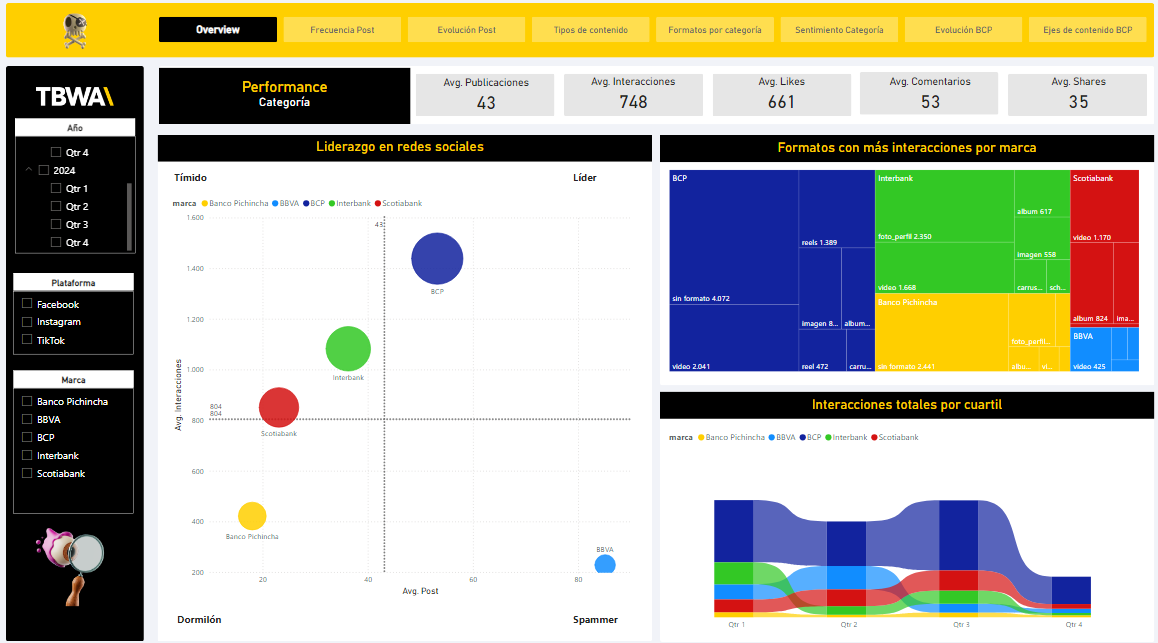 Overview
Frecuencia Post
Evolución Post
Tipos de contenido
Formatos por categoría
Sentimiento Categoría
Evolución BCP
Ejes de contenido BCP
TBWA\
Año
Qtr 4
2024
Qtr 1
Qtr 2
Qtr 3
Qtr 4
Plataforma
Facebook
Instagram
TikTok
Marca
Banco Pichincha
BBVA
BCP
Interbank
Scotiabank
Performance
Categoría
Avg. Publicaciones
43
Avg. Interacciones
748
Avg. Likes
661
Avg. Comentarios
53
Avg. Shares
35
Liderazgo en redes sociales
Tímido
Líder
marca Banco Pichincha BBVA BCP Interbank Scotiabank
1.600
43
1.400
BCP
1.200
1.000
Interbank
804
804
800
Scotiabank
600
400
Banco Pichincha
BBVA
200
20 40 60 80
Avg. Interacciones
Avg. Post
Dormilón
Spammer
Formatos con más interacciones por marca
BCP
sin formato 4.072
video 2.041
reels 1.389
imagen 8...
album...
reel 472
carru...
Interbank
foto_perfil 2.350
video 1.668
album 617
imagen 558
carrus...
sch...
Banco Pichincha
sin formato 2.441
foto_perfil...
albu...
vi...
Scotiabank
video 1.170
album 824
ima...
BBVA
video 425
Interacciones totales por cuartil
marca Banco Pichincha BBVA BCP Interbank Scotiabank
Qtr 1
Qtr 2
Qtr 3
Qtr 4